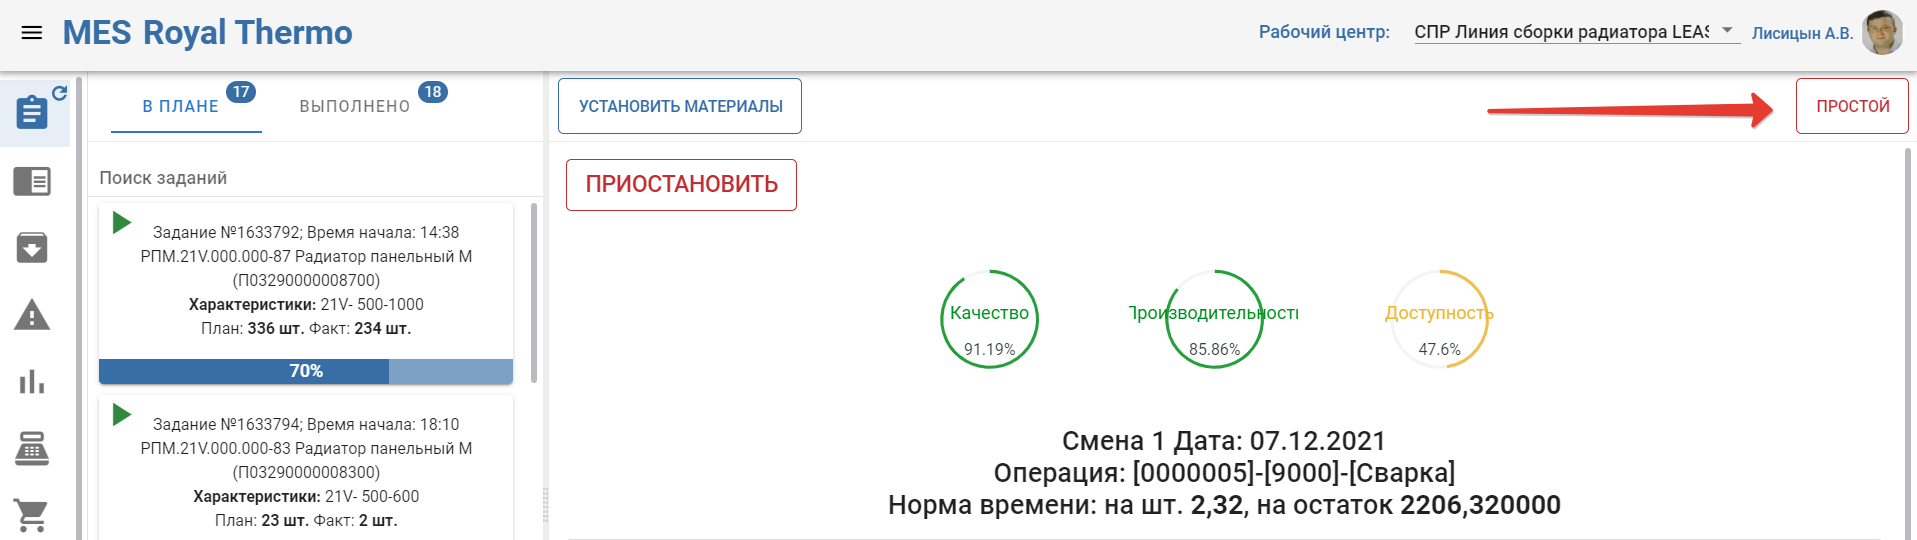 MES Royal Thermo
Рабочий центр:
СПР Линия сборки радиатора LEAS
Лисицын А.В.
В ПЛАНЕ
17
ВЫПОЛНЕНО
18
УСТАНОВИТЬ МАТЕРИАЛЫ
ПРОСТОЙ
Поиск заданий
Задание №1633792; Время начала: 14:38
РПМ.21V.000.000-87 Радиатор панельный М
(П03290000008700)
Характеристики: 21V- 500-1000
План: 336 шт. Факт: 234 шт.
70%
Задание №1633794; Время начала: 18:10
РПМ.21V.000.000-83 Радиатор панельный М
(П03290000008300)
Характеристики: 21V- 500-600
План: 23 шт. Факт: 2 шт.
ПРИОСТАНОВИТЬ
Качество
91.19%
Производительность
85.86%
Доступность
47.6%
Смена 1 Дата: 07.12.2021
Операция: [0000005]-[9000]-[Сварка]
Норма времени: на шт. 2,32, на остаток 2206,320000